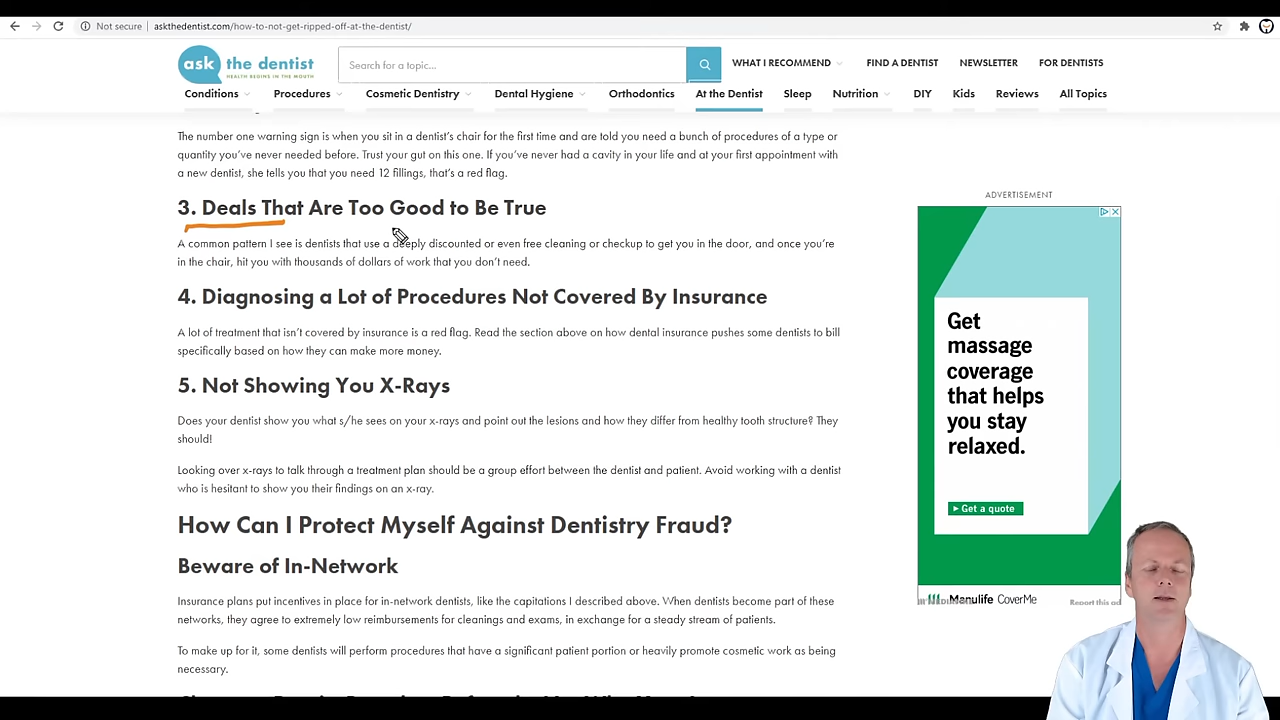 Not secure | askthedentist.com/how-to-not-get-ripped-off-at-the-dentist/
ask the dentist
HEALTH BEGINS IN THE MOUTH
Search for a topic...
WHAT I RECOMMEND
FIND A DENTIST
NEWSLETTER
FOR DENTISTS
Conditions
Procedures
Cosmetic Dentistry
Dental Hygiene
Orthodontics
At the Dentist
Sleep
Nutrition
DIY
Kids
Reviews
All Topics
The number one warning sign is when you sit in a dentist's chair for the first time and are told you need a bunch of procedures of a type or
quantity you've never needed before. Trust your gut on this one. If you've never had a cavity in your life and at your first appointment with
a new dentist, she tells you that you need 12 fillings, that's a red flag.
3. Deals That Are Too Good to Be True
A common pattern I see is dentists that use a deeply discounted or even free cleaning or checkup to get you in the door, and once you're
in the chair, hit you with thousands of dollars of work that you don't need.
4. Diagnosing a Lot of Procedures Not Covered By Insurance
A lot of treatment that isn't covered by insurance is a red flag. Read the section above on how dental insurance pushes some dentists to bill
specifically based on how they can make more money.
5. Not Showing You X-Rays
Does your dentist show you what s/he sees on your x-rays and point out the lesions and how they differ from healthy tooth structure? They
should!
Looking over x-rays to talk through a treatment plan should be a group effort between the dentist and patient. Avoid working with a dentist
who is hesitant to show you their findings on an x-ray.
How Can I Protect Myself Against Dentistry Fraud?
Beware of In-Network
Insurance plans put incentives in place for in-network dentists, like the capitations I described above. When dentists become part of these
networks, they agree to extremely low reimbursements for cleanings and exams, in exchange for a steady stream of patients.
To make up for it, some dentists will perform procedures that have a significant patient portion or heavily promote cosmetic work as being
necessary.
ADVERTISEMENT
Get
massage
coverage
that helps
you stay
relaxed.
Get a quote
Manulife CoverMe
Report this ad